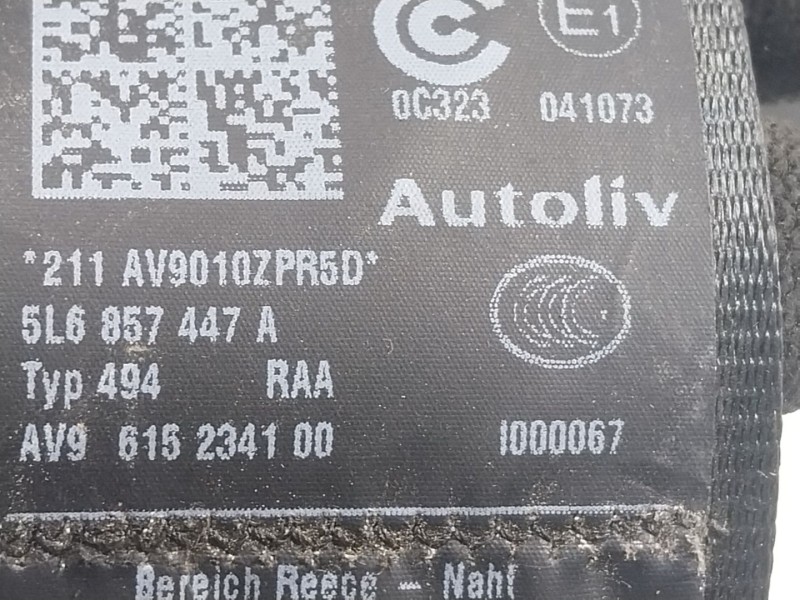 E1
0C323 041073
Autoliv
*211 AV9010ZPR5D*
5L6 857 447 A
Typ 494 RAA
AV9 615 2341 00 I000067
Bereich Reece – Naht